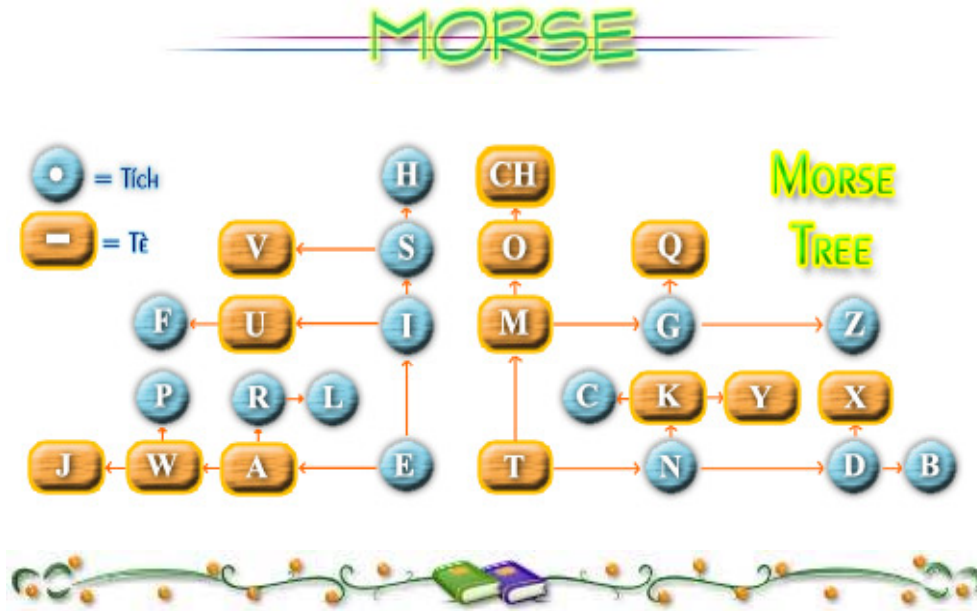 MORSE
= Tích
= Tè
MORSE
TREE
H CH
V S O Q
F U I M G Z
P R L C K Y X
J W A E T N D B